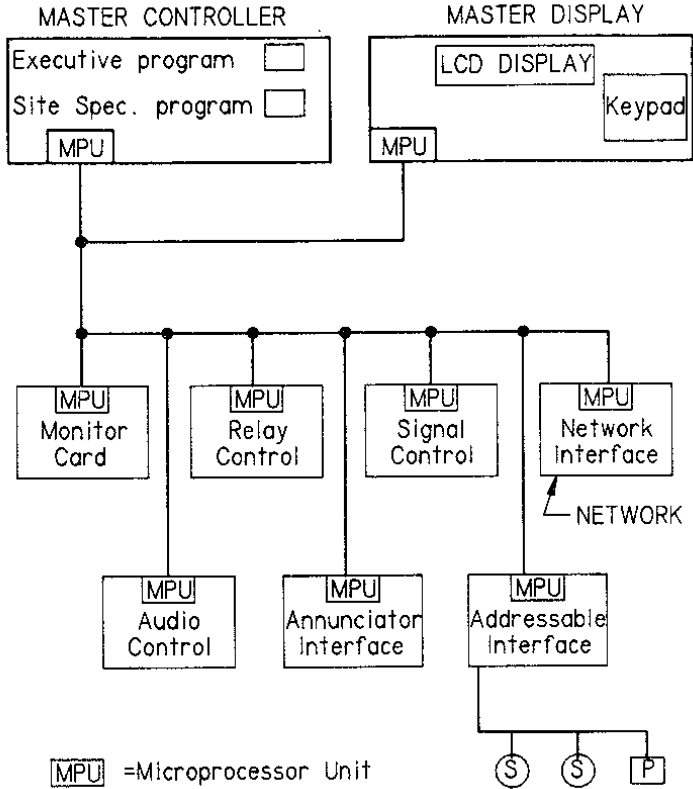 MASTER CONTROLLER
MASTER DISPLAY
Executive program
Site Spec. program
MPU
LCD DISPLAY
Keypad
MPU
MPU
Monitor
Card
MPU
Relay
Control
MPU
Signal
Control
MPU
Network
Interface
NETWORK
MPU
Audio
Control
MPU
Annunciator
Interface
MPU
Addressable
Interface
S
S
P
MPU =Microprocessor Unit